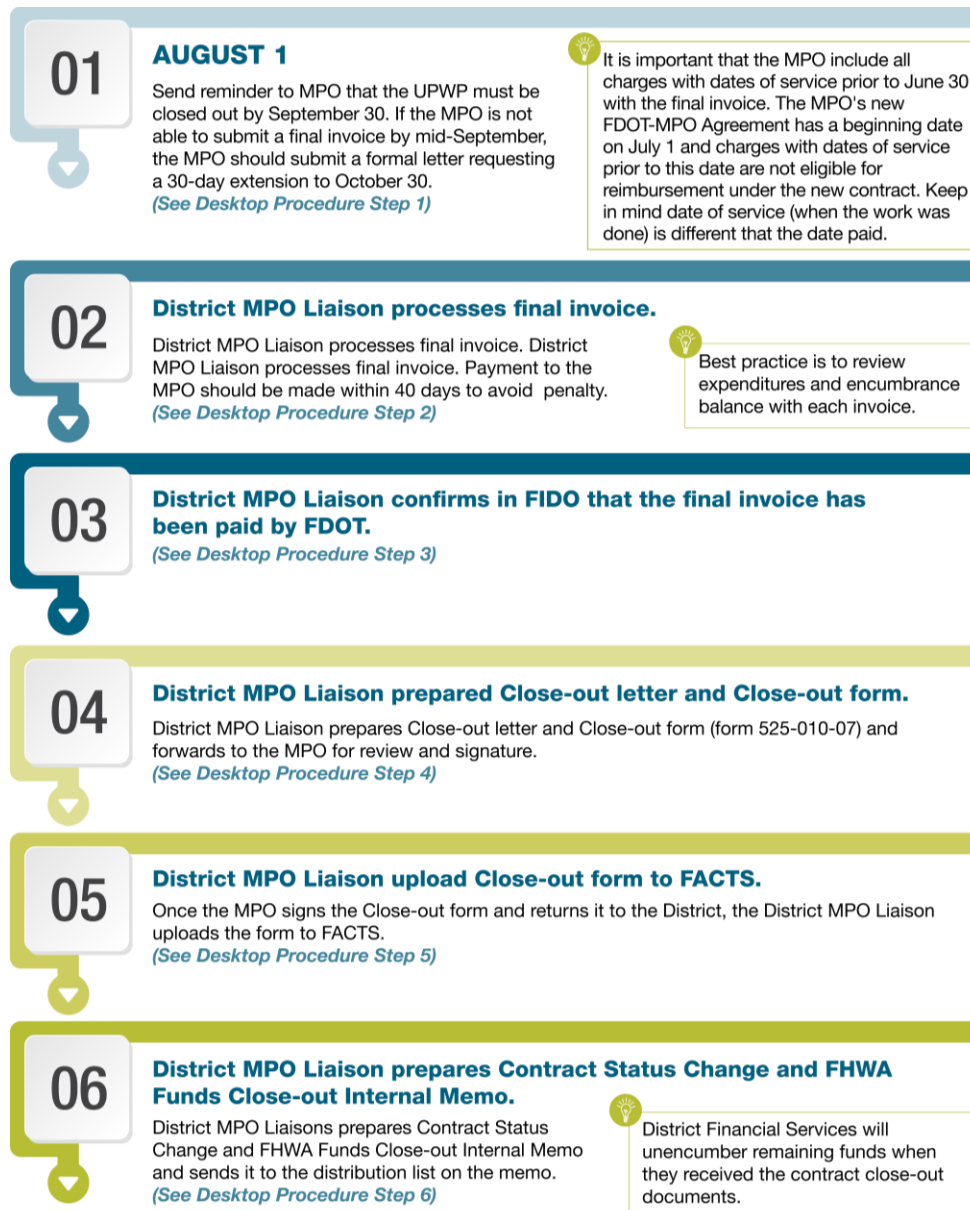 01
AUGUST 1
Send reminder to MPO that the UPWP must be
closed out by September 30. If the MPO is not
able to submit a final invoice by mid-September,
the MPO should submit a formal letter requesting
a 30-day extension to October 30.
(See Desktop Procedure Step 1)
It is important that the MPO include all
charges with dates of service prior to June 30
with the final invoice. The MPO's new
FDOT-MPO Agreement has a beginning date
on July 1 and charges with dates of service
prior to this date are not eligible for
reimbursement under the new contract. Keep
in mind date of service (when the work was
done) is different that the date paid.
02
District MPO Liaison processes final invoice.
District MPO Liaison processes final invoice. District
MPO Liaison processes final invoice. Payment to the
MPO should be made within 40 days to avoid penalty.
(See Desktop Procedure Step 2)
Best practice is to review
expenditures and encumbrance
balance with each invoice.
03
District MPO Liaison confirms in FIDO that the final invoice has
been paid by FDOT.
(See Desktop Procedure Step 3)
04
District MPO Liaison prepared Close-out letter and Close-out form.
District MPO Liaison prepares Close-out letter and Close-out form (form 525-010-07) and
forwards to the MPO for review and signature.
(See Desktop Procedure Step 4)
05
District MPO Liaison upload Close-out form to FACTS.
Once the MPO signs the Close-out form and returns it to the District, the District MPO Liaison
uploads the form to FACTS.
(See Desktop Procedure Step 5)
06
District MPO Liaison prepares Contract Status Change and FHWA
Funds Close-out Internal Memo.
District MPO Liaisons prepares Contract Status
Change and FHWA Funds Close-out Internal Memo
and sends it to the distribution list on the memo.
(See Desktop Procedure Step 6)
District Financial Services will
unencumber remaining funds when
they received the contract close-out
documents.